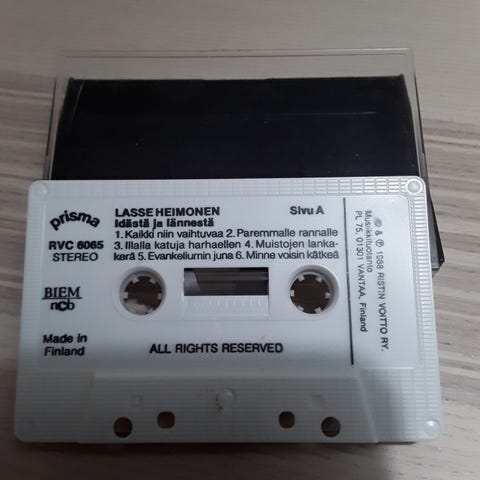 prisma
RVC 6065
STEREO
BIEM
ncb
Made in
Finland
LASSE HEIMONEN
Idästä ja lännestä
Sivu A
1. Kaikki niin vaihtuvaa 2. Paremmalle rannalle
3. Illalla katuja harhaellen 4. Muistojen lanka-
kerä 5. Evankeliumin juna 6. Minne voisin kätkeä
ALL RIGHTS RESERVED
© & ℗ 1988 RISTIN VOITTO RY.
Musiikkituotanto
PL 75, 01301 VANTAA, Finland